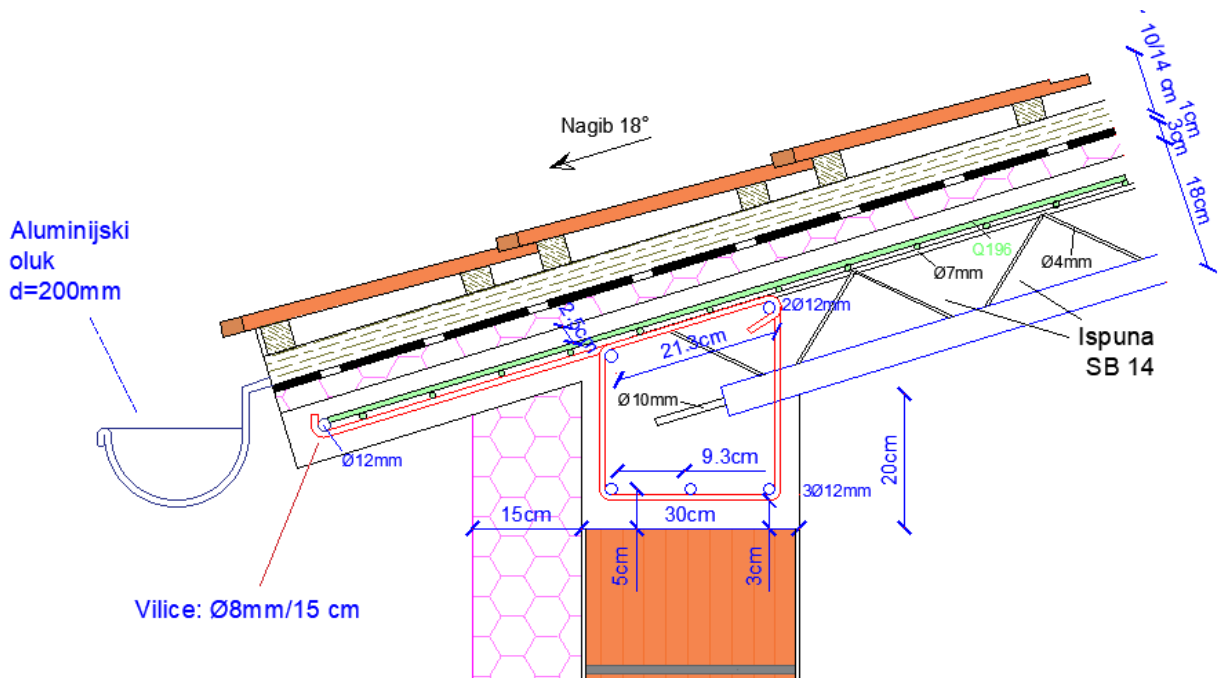 10/14 cm
1cm
3cm
18cm
Nagib 18°
Aluminijski
oluk
d=200mm
Q196
Ø7mm
Ø4mm
2Ø12mm
2.5cm
21.3cm
Ispuna
SB 14
Ø10mm
Ø12mm
9.3cm
20cm
3Ø12mm
15cm
30cm
5cm
3cm
Vilice: Ø8mm/15 cm